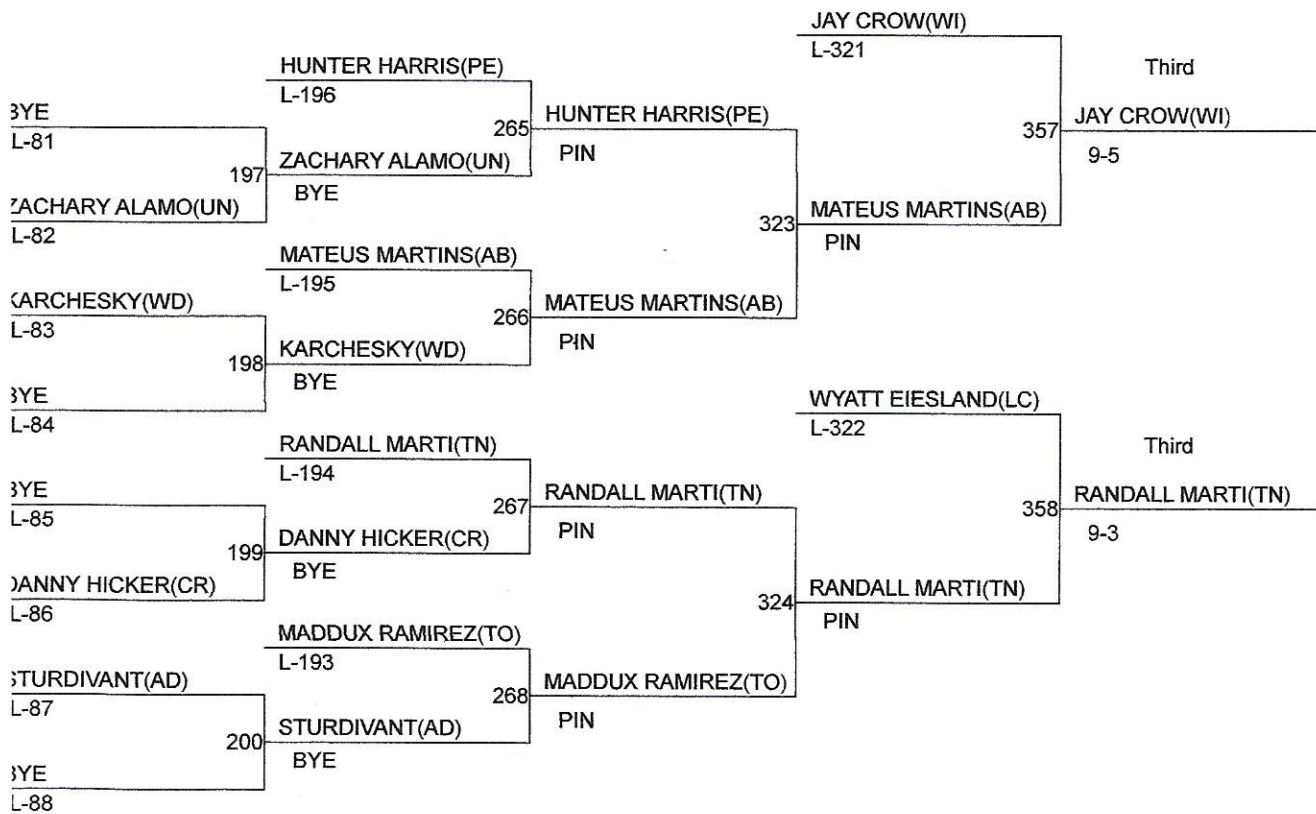 JAY CROW(WI)
L-321
Third
HUNTER HARRIS(PE)
L-196
BYE
L-81
265
HUNTER HARRIS(PE)
PIN
357
JAY CROW(WI)
9-5
197
ZACHARY ALAMO(UN)
BYE
ZACHARY ALAMO(UN)
L-82
323
MATEUS MARTINS(AB)
PIN
MATEUS MARTINS(AB)
L-195
KARCHESKY(WD)
L-83
266
MATEUS MARTINS(AB)
PIN
198
KARCHESKY(WD)
BYE
BYE
L-84
WYATT EIESLAND(LC)
L-322
Third
RANDALL MARTI(TN)
L-194
BYE
L-85
267
RANDALL MARTI(TN)
PIN
358
RANDALL MARTI(TN)
9-3
199
DANNY HICKER(CR)
BYE
DANNY HICKER(CR)
L-86
324
RANDALL MARTI(TN)
PIN
MADDUX RAMIREZ(TO)
L-193
STURDIVANT(AD)
L-87
268
MADDUX RAMIREZ(TO)
PIN
200
STURDIVANT(AD)
BYE
BYE
L-88